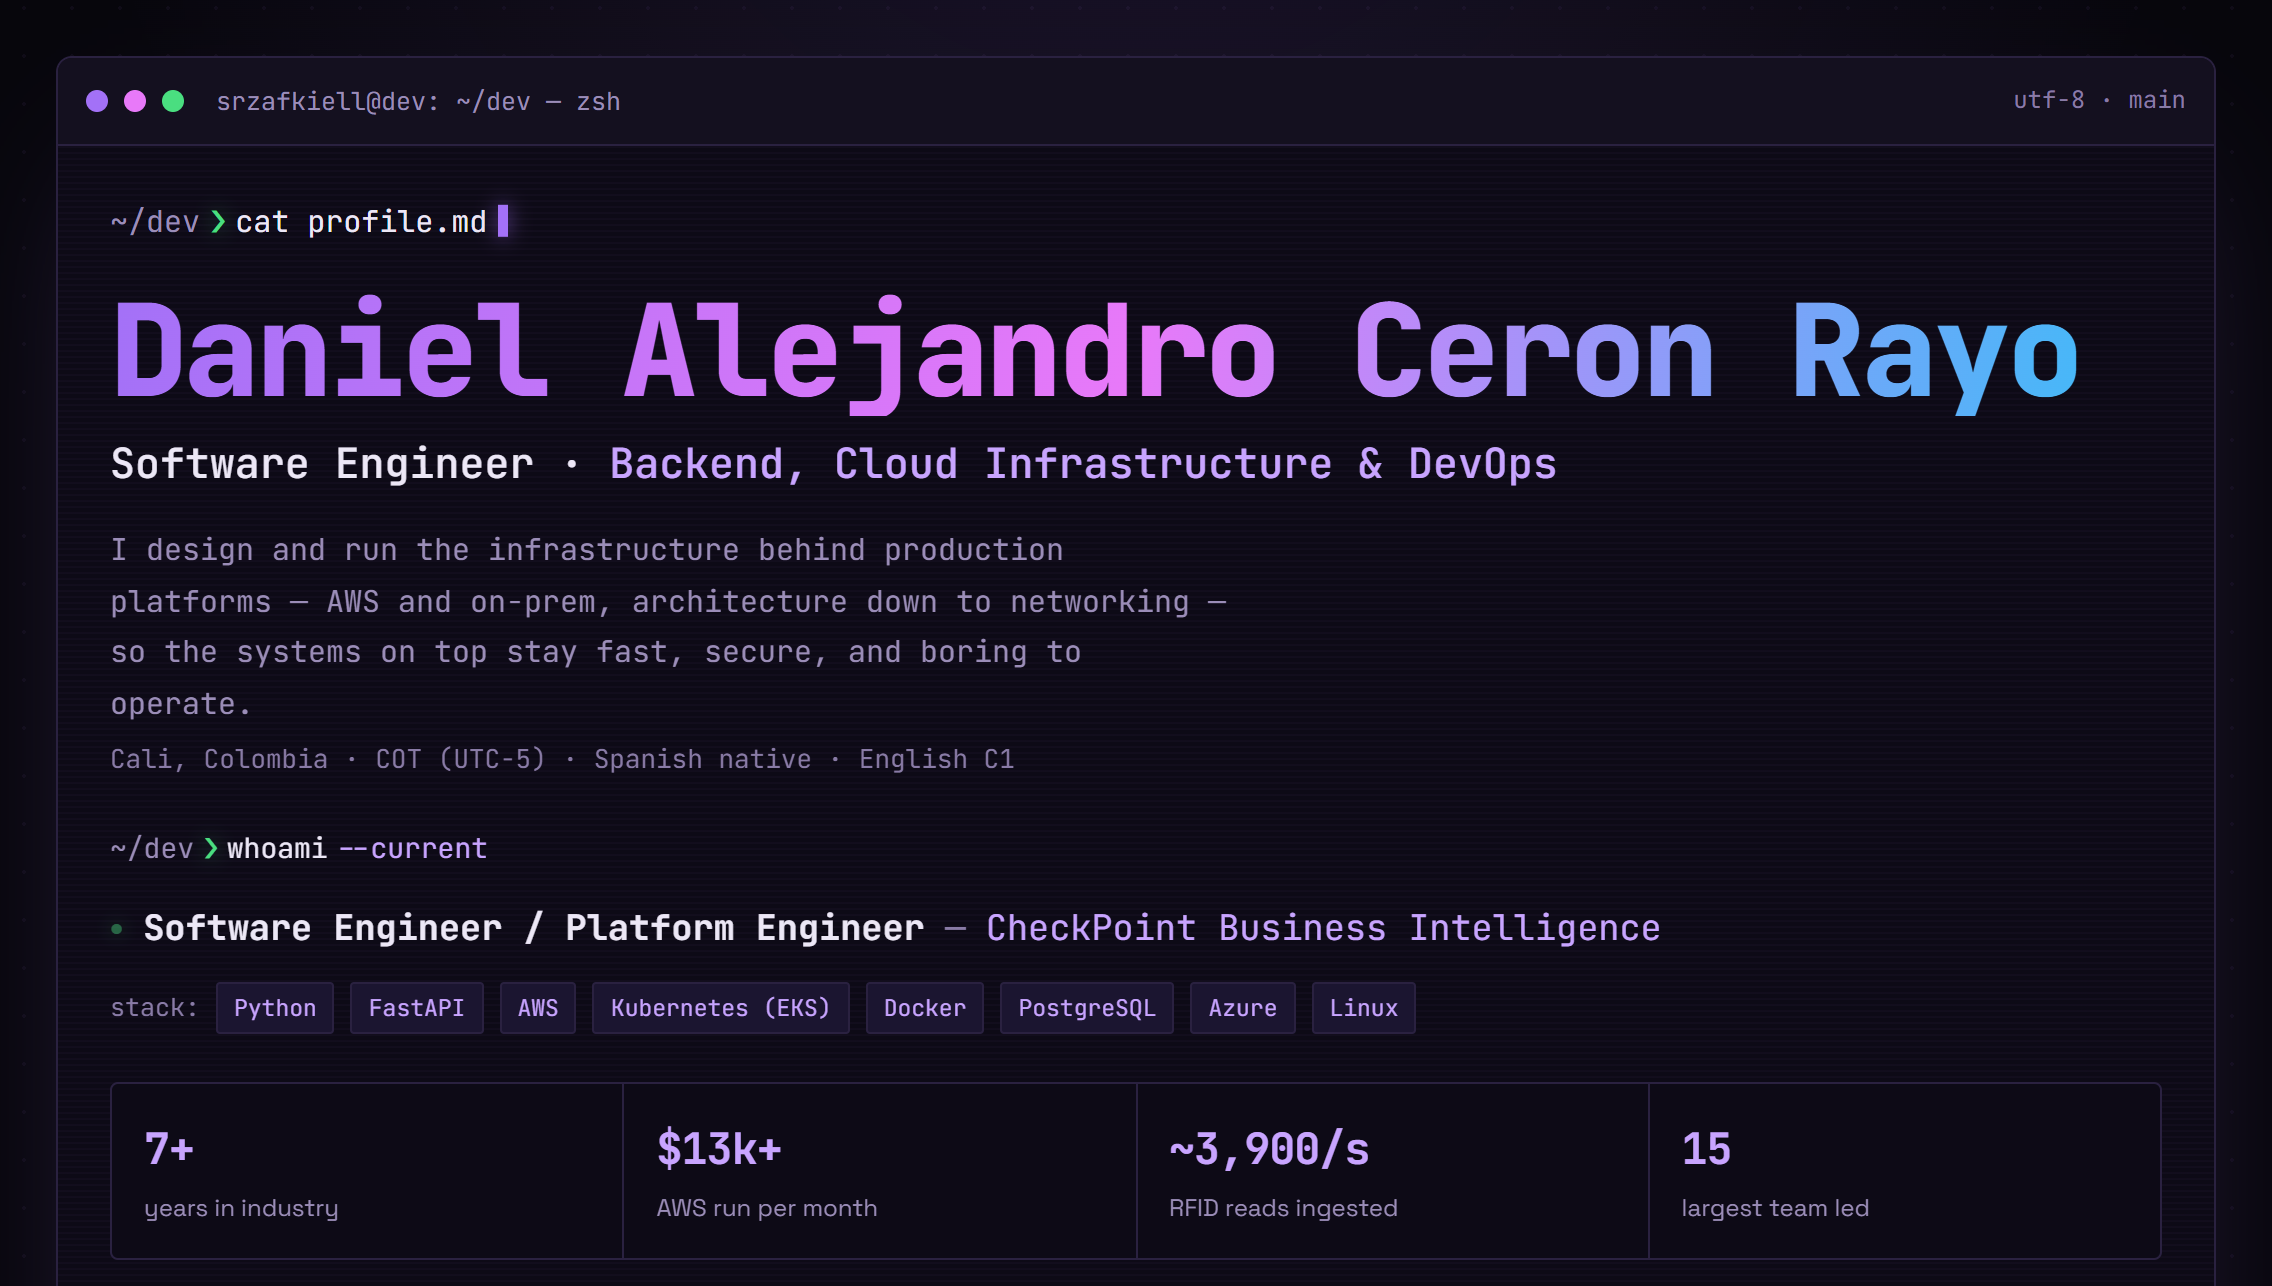 srzafkiell@dev: ~/dev — zsh
utf-8 · main
~/dev ❯ cat profile.md
Daniel Alejandro Ceron Rayo
Software Engineer · Backend, Cloud Infrastructure & DevOps
I design and run the infrastructure behind production
platforms — AWS and on-prem, architecture down to networking —
so the systems on top stay fast, secure, and boring to
operate.
Cali, Colombia · COT (UTC-5) · Spanish native · English C1
~/dev ❯ whoami --current
• Software Engineer / Platform Engineer — CheckPoint Business Intelligence
stack: Python FastAPI AWS Kubernetes (EKS) Docker PostgreSQL Azure Linux
7+ $13k+ ~3,900/s 15
years in industry AWS run per month RFID reads ingested largest team led